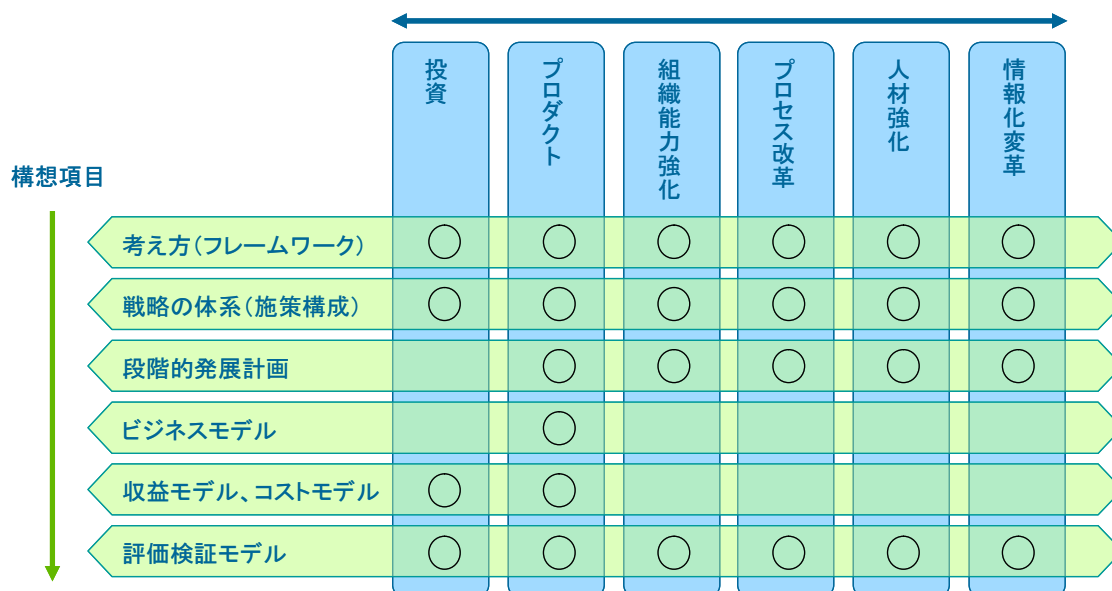 投資
プロダクト
組織能力強化
プロセス改革
人材強化
情報化変革
構想項目
考え方(フレームワーク)
戦略の体系(施策構成)
段階的発展計画
ビジネスモデル
収益モデル、コストモデル
評価検証モデル